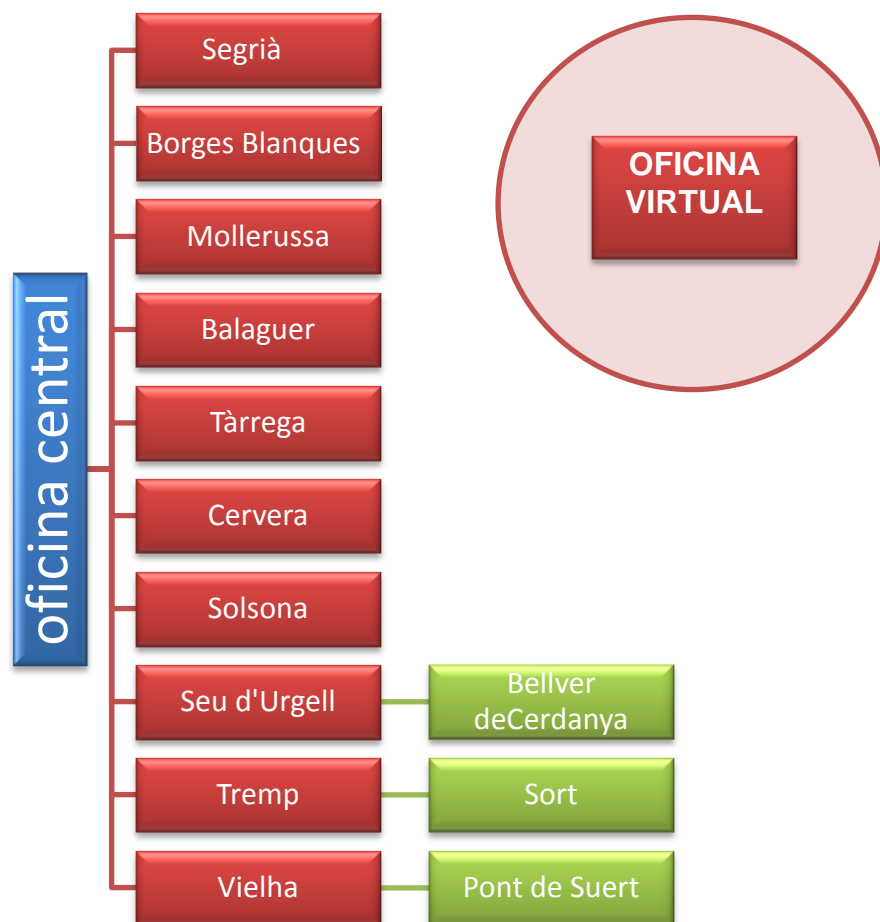 Segrià
Borges Blanques
Mollerussa
Balaguer
Tàrrega
Cervera
Solsona
Seu d'Urgell
Tremp
Vielha
oficina central
Bellver
deCerdanya
Sort
Pont de Suert
OFICINA
VIRTUAL